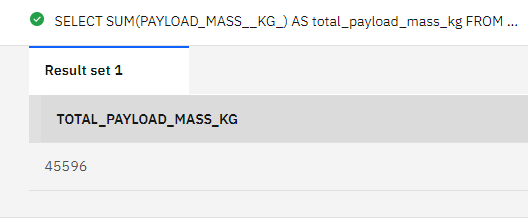 SELECT SUM(PAYLOAD_MASS__KG_) AS total_payload_mass_kg FROM ...
Result set 1
TOTAL_PAYLOAD_MASS_KG
45596